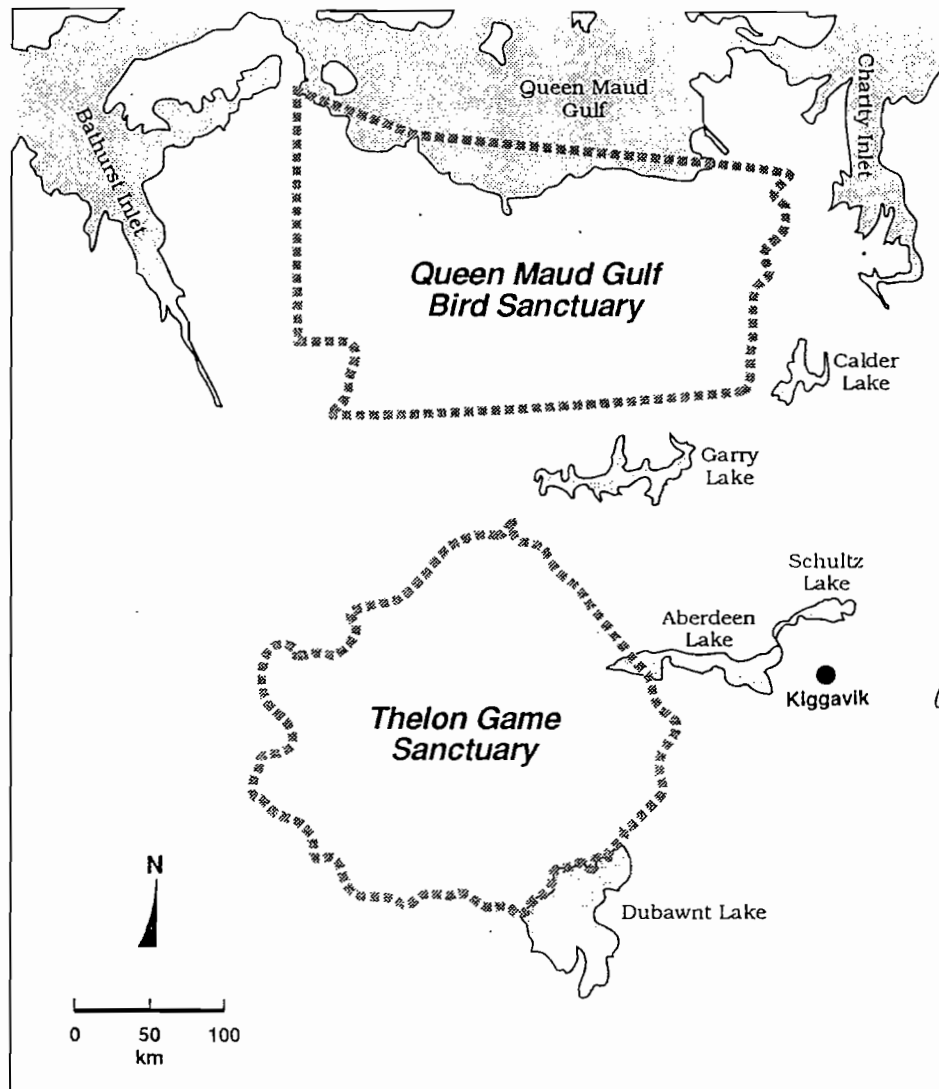 Queen Maud
Gulf
Bathurst Inlet
Chantry Inlet
Queen Maud Gulf
Bird Sanctuary
Calder
Lake
Garry
Lake
Schultz
Lake
Aberdeen
Lake
Kiggavik
Thelon Game
Sanctuary
Dubawnt Lake
N
0 50 100
km